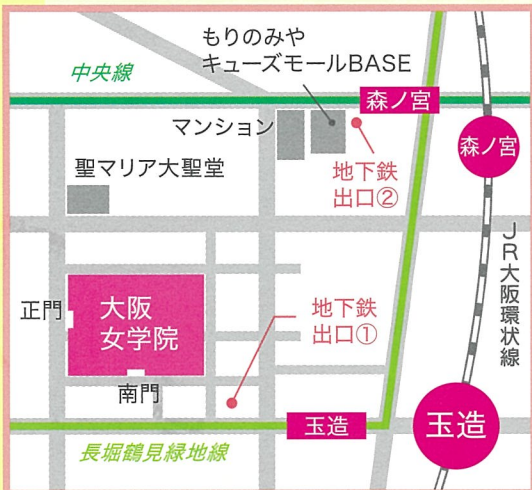 もりのみや
キューズモールBASE
中央線
森ノ宮
マンション
森ノ宮
地下鉄
出口②
聖マリア大聖堂
JR大阪環状線
正門
大阪
女学院
地下鉄
出口①
南門
玉造
玉造
長堀鶴見緑地線